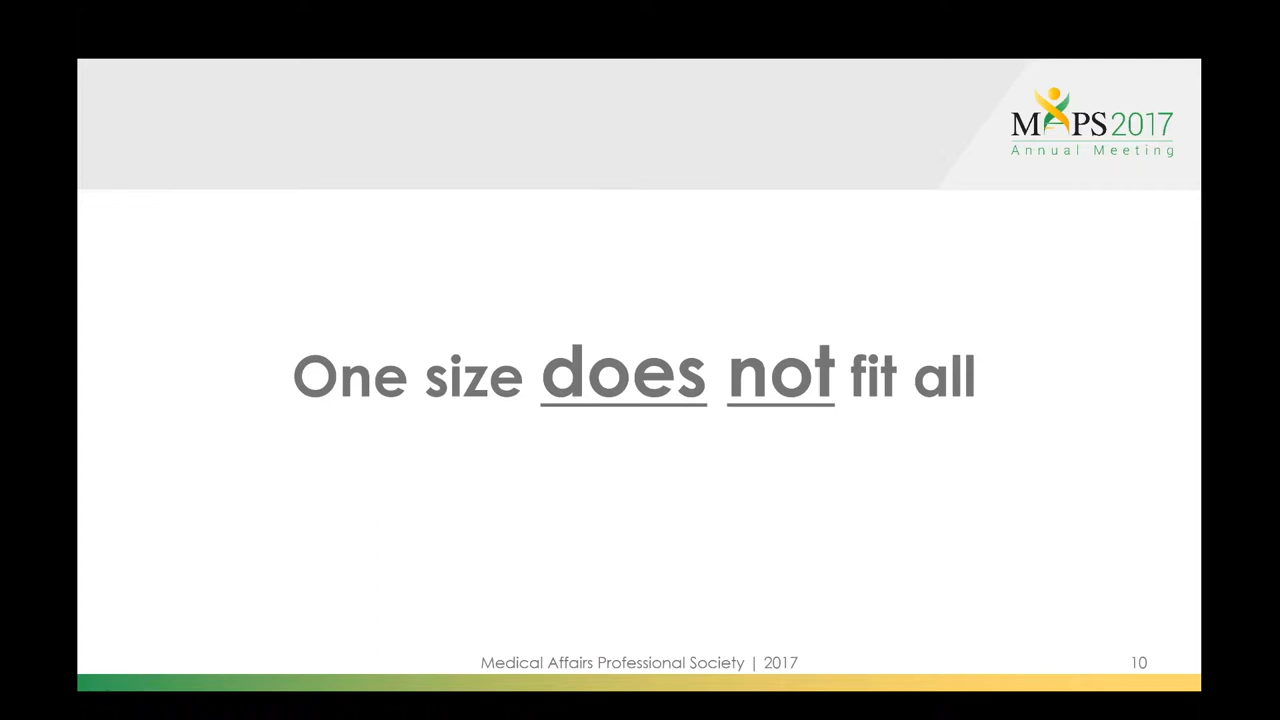 MAPS 2017
Annual Meeting
One size does not fit all
Medical Affairs Professional Society | 2017
10